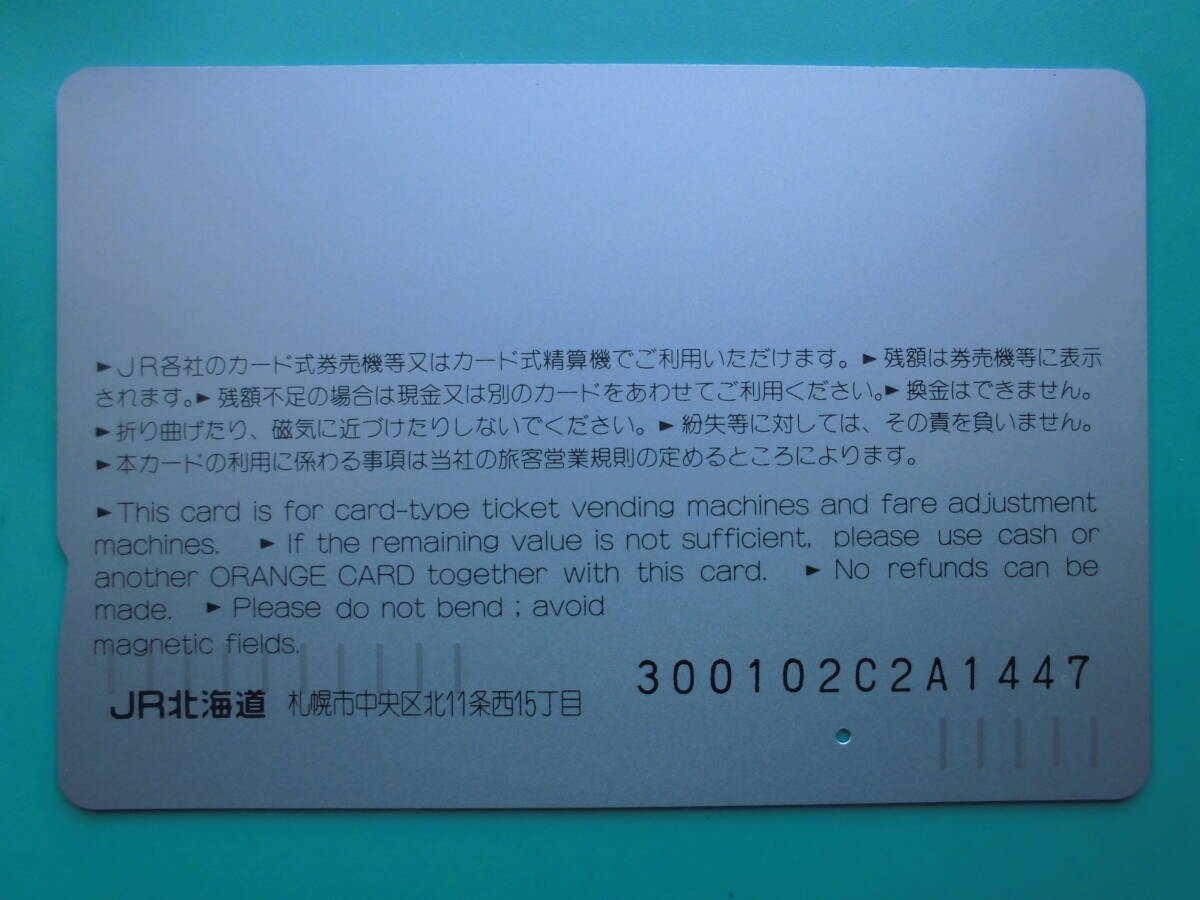 ►JR各社のカード式券売機等又はカード式精算機でご利用いただけます。►残額は券売機等に表示
されます。►残額不足の場合は現金又は別のカードをあわせてご利用ください。►換金はできません。
►折り曲げたり、磁気に近づけたりしないでください。►紛失等に対しては、その責を負いません。
►本カードの利用に係わる事項は当社の旅客営業規則の定めるところによります。
►This card is for card-type ticket vending machines and fare adjustment
machines. ►If the remaining value is not sufficient, please use cash or
another ORANGE CARD together with this card. ►No refunds can be
made. ►Please do not bend ; avoid
magnetic fields.
300102C2A1447
JR北海道 札幌市中央区北11条西15丁目